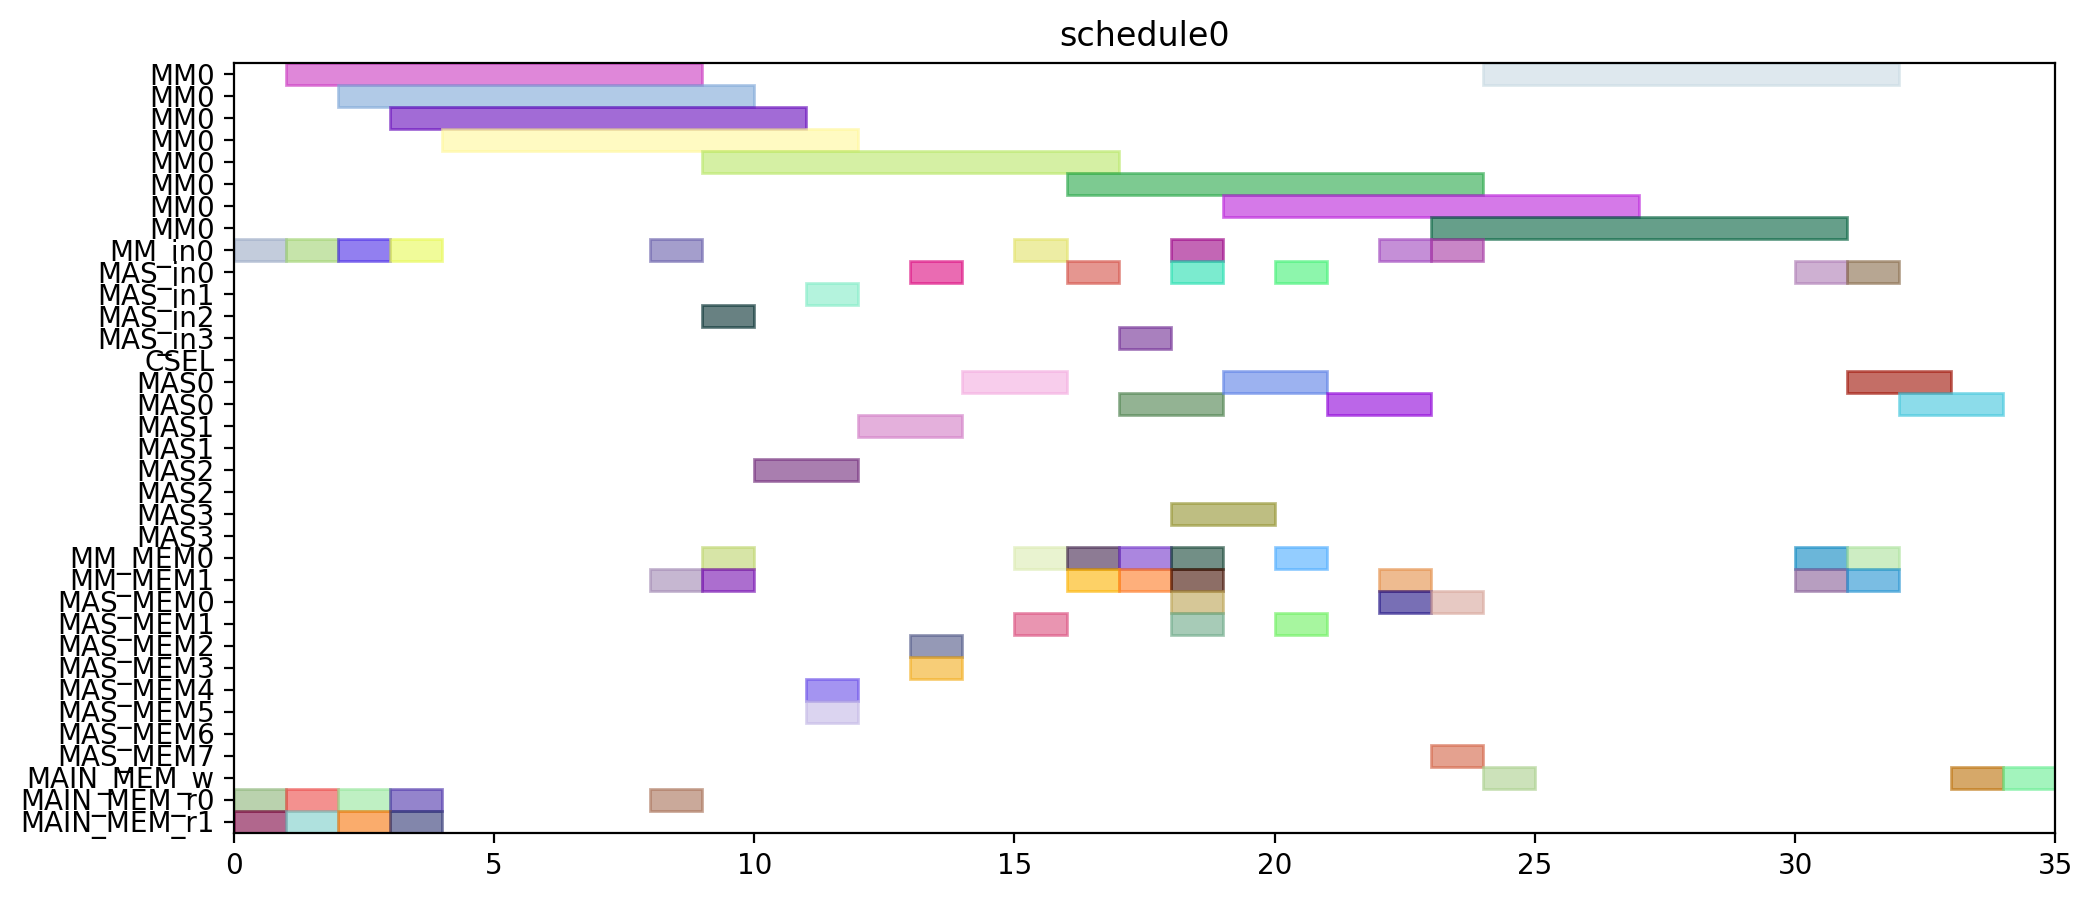 schedule0
MM0
MM0
MM0
MM0
MM0
MM0
MM0
MM0
MM_in0
MAS_in0
MAS_in1
MAS_in2
MAS_in3
CSEL
MAS0
MAS0
MAS1
MAS1
MAS2
MAS2
MAS3
MAS3
MM_MEM0
MM_MEM1
MAS_MEM0
MAS_MEM1
MAS_MEM2
MAS_MEM3
MAS_MEM4
MAS_MEM5
MAS_MEM6
MAS_MEM7
MAIN_MEM_w
MAIN_MEM_r0
MAIN_MEM_r1
0 5 10 15 20 25 30 35